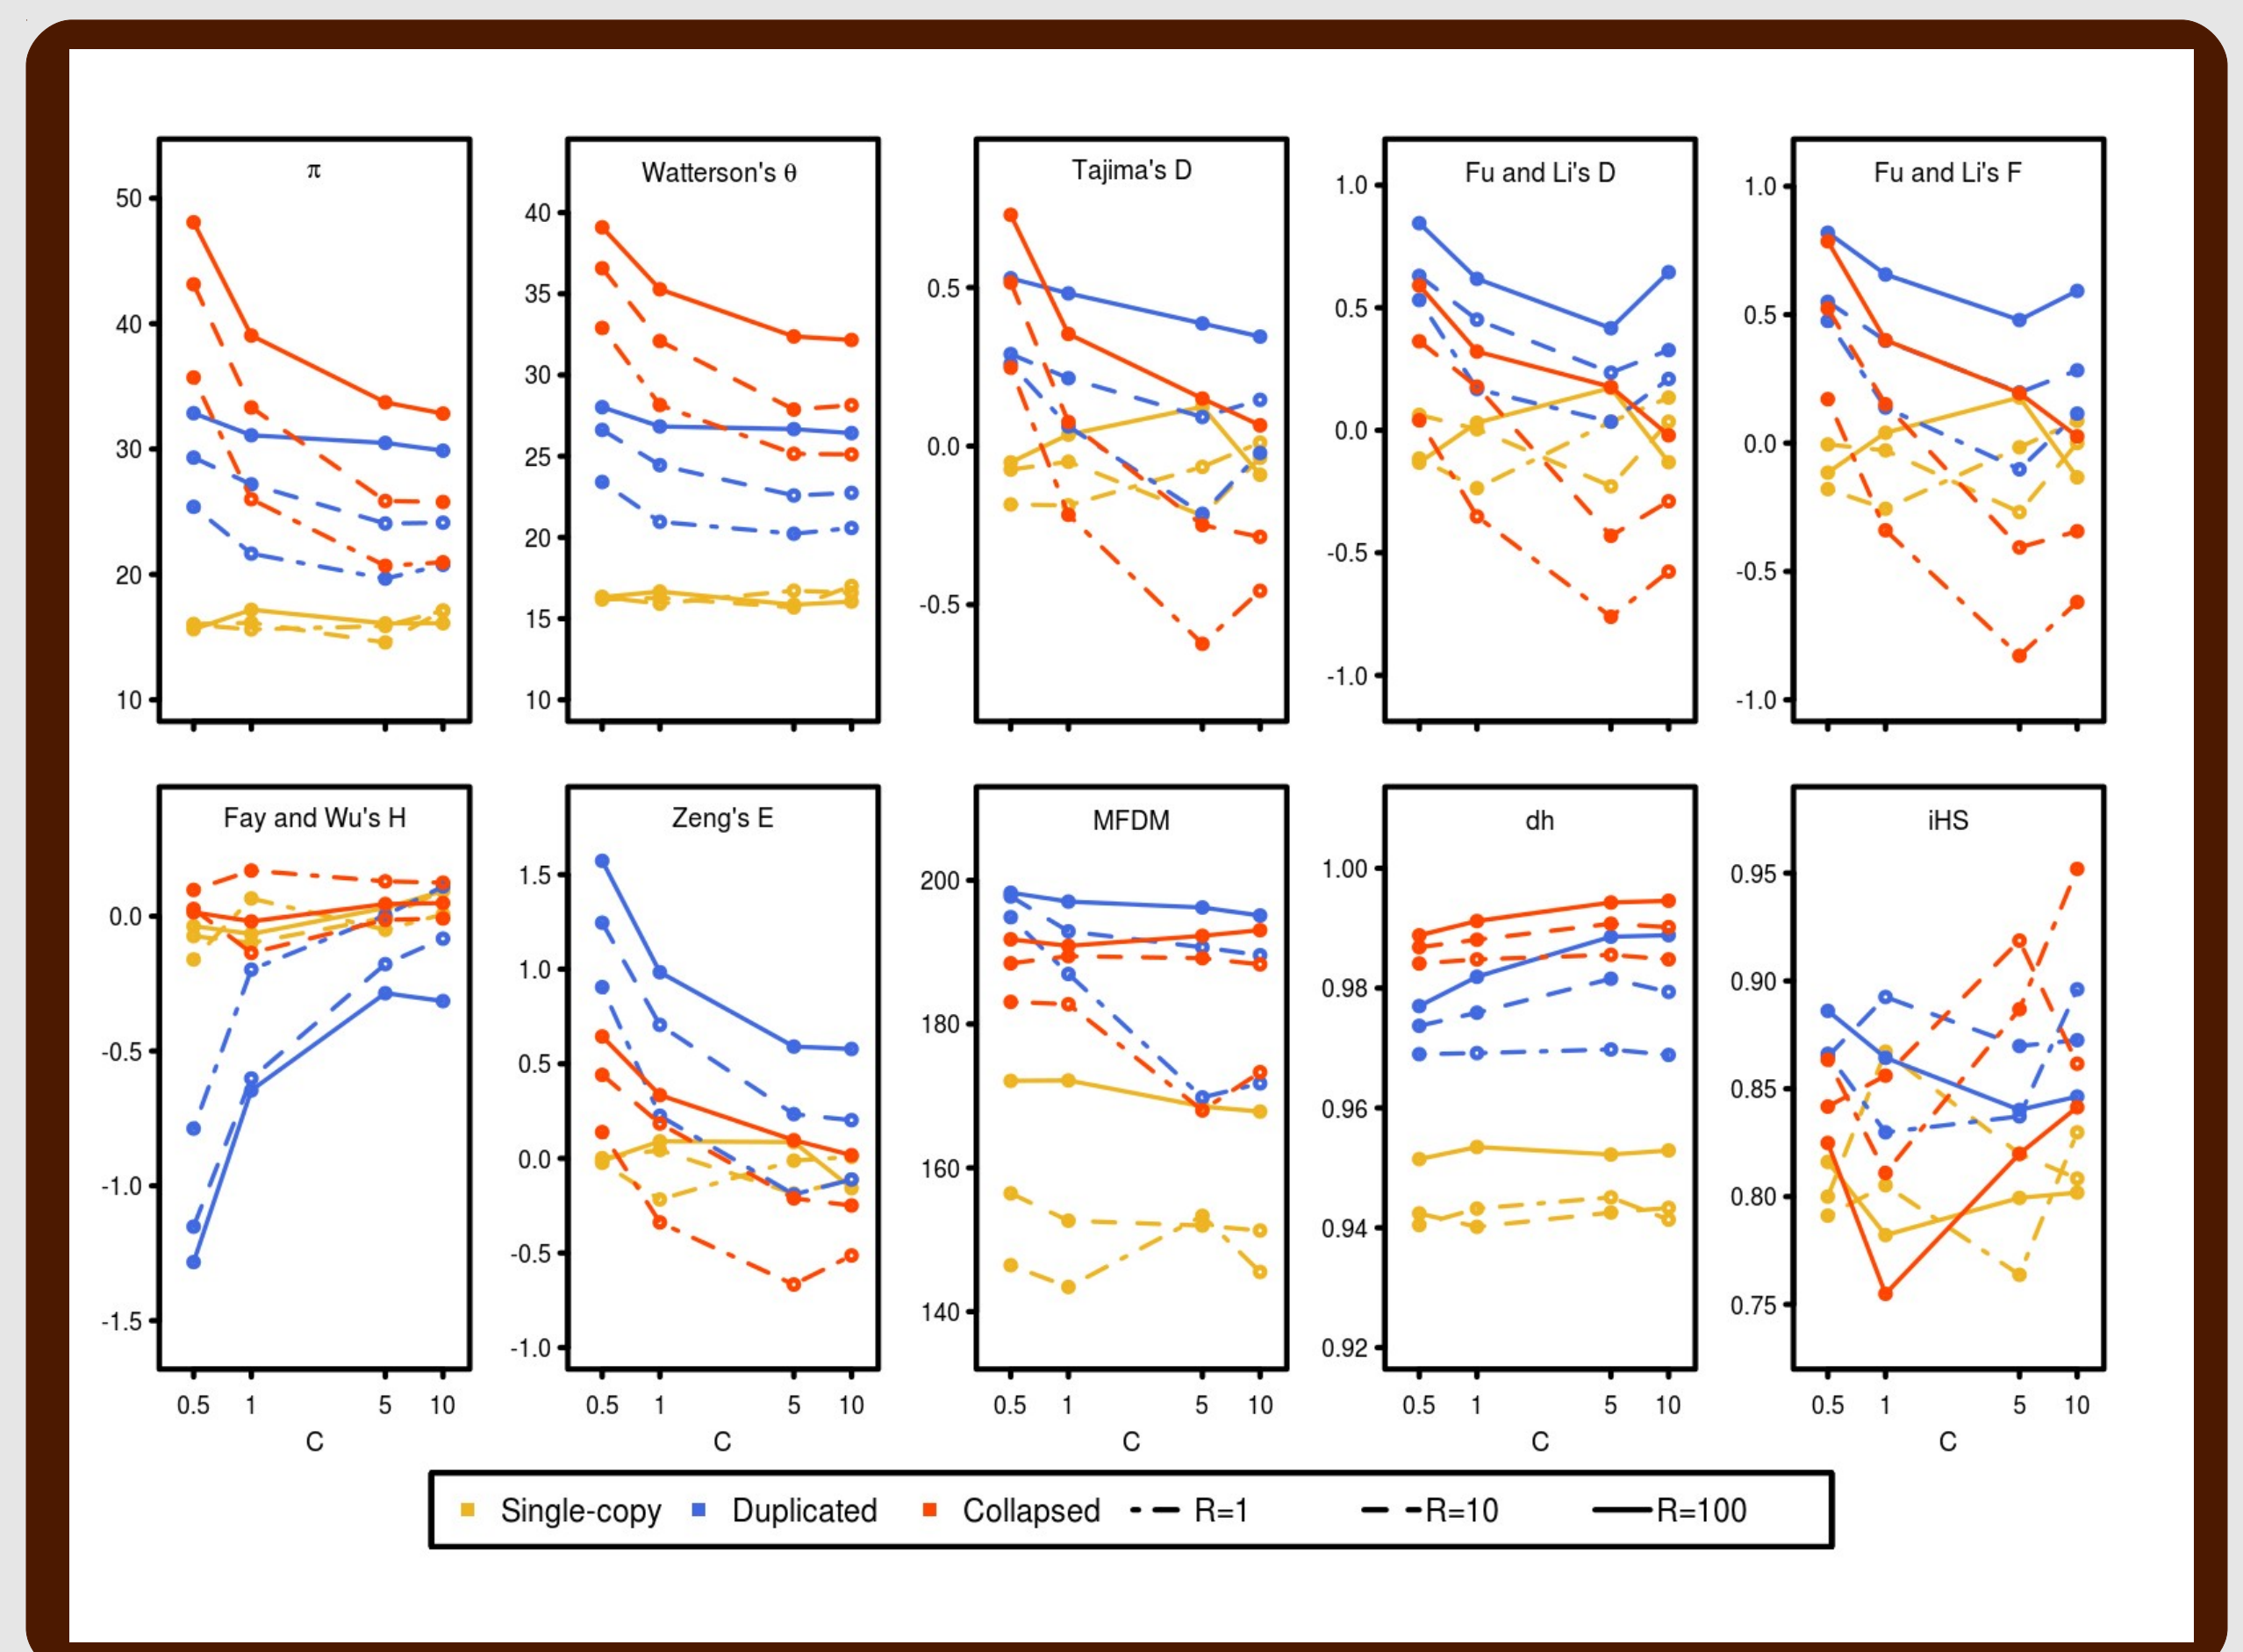 π
50
40
30
20
10
Watterson's θ
40
35
30
25
20
15
10
Tajima's D
0.5
0.0
-0.5
Fu and Li's D
1.0
0.5
0.0
-0.5
-1.0
Fu and Li's F
1.0
0.5
0.0
-0.5
-1.0
Fay and Wu's H
0.0
-0.5
-1.0
-1.5
0.5 1 5 10
C
Zeng's E
1.5
1.0
0.5
0.0
-0.5
-1.0
0.5 1 5 10
C
MFDM
200
180
160
140
0.5 1 5 10
C
dh
1.00
0.98
0.96
0.94
0.92
0.5 1 5 10
C
iHS
0.95
0.90
0.85
0.80
0.75
0.5 1 5 10
C
Single-copy Duplicated Collapsed R=1 R=10 R=100